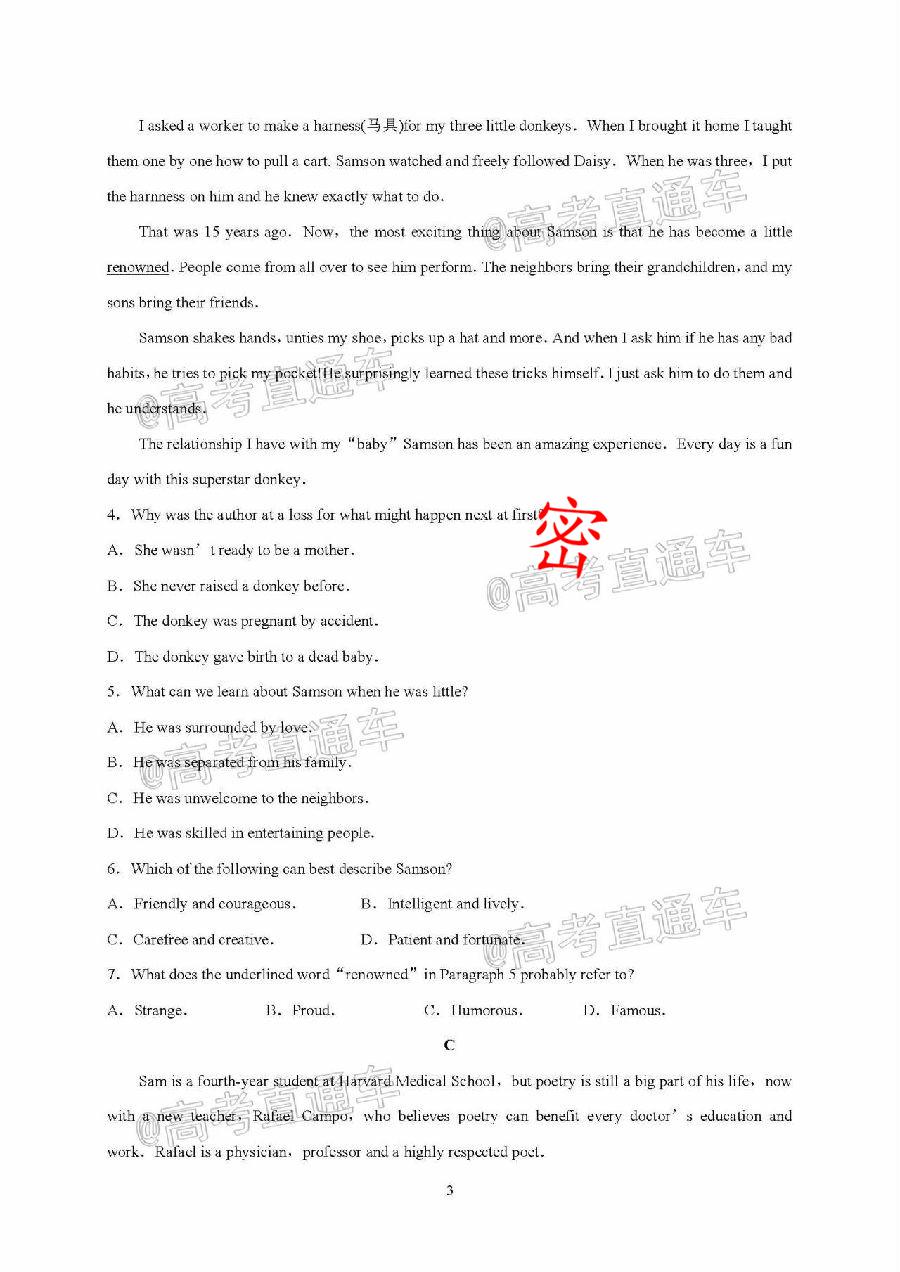 I asked a worker to make a harness(马具)for my three little donkeys．When I brought it home I taught
them one by one how to pull a cart. Samson watched and freely followed Daisy．When he was three，I put
the harnness on him and he knew exactly what to do．
@高考直通车
That was 15 years ago．Now，the most exciting thing about Samson is that he has become a little
renowned. People come from all over to see him perform. The neighbors bring their grandchildren，and my
sons bring their friends．
Samson shakes hands，unties my shoe，picks up a hat and more. And when I ask him if he has any bad
habits，he tries to pick my pocket!He surprisingly learned these tricks himself. I just ask him to do them and
he understands．
@高考直通车
The relationship I have with my“baby”Samson has been an amazing experience．Every day is a fun
day with this superstar donkey．
4．Why was the author at a loss for what might happen next at first?
密
A．She wasn’t ready to be a mother．
B．She never raised a donkey before．
@高考直通车
C．The donkey was pregnant by accident．
D．The donkey gave birth to a dead baby．
5．What can we learn about Samson when he was little?
A．He was surrounded by love．
B．He was separated from his family．
@高考直通车
C．He was unwelcome to the neighbors．
D．He was skilled in entertaining people．
6．Which of the following can best describe Samson?
A．Friendly and courageous． B．Intelligent and lively．
C．Carefree and creative． D．Patient and fortunate．
@高考直通车
7．What does the underlined word“renowned”in Paragraph 5 probably refer to?
A．Strange． B．Proud． C．Humorous． D．Famous．
C
Sam is a fourth-year student at Harvard Medical School，but poetry is still a big part of his life，now
with a new teacher，Rafael Campo，who believes poetry can benefit every doctor’s education and
@高考直通车
work．Rafael is a physician，professor and a highly respected poet．
3